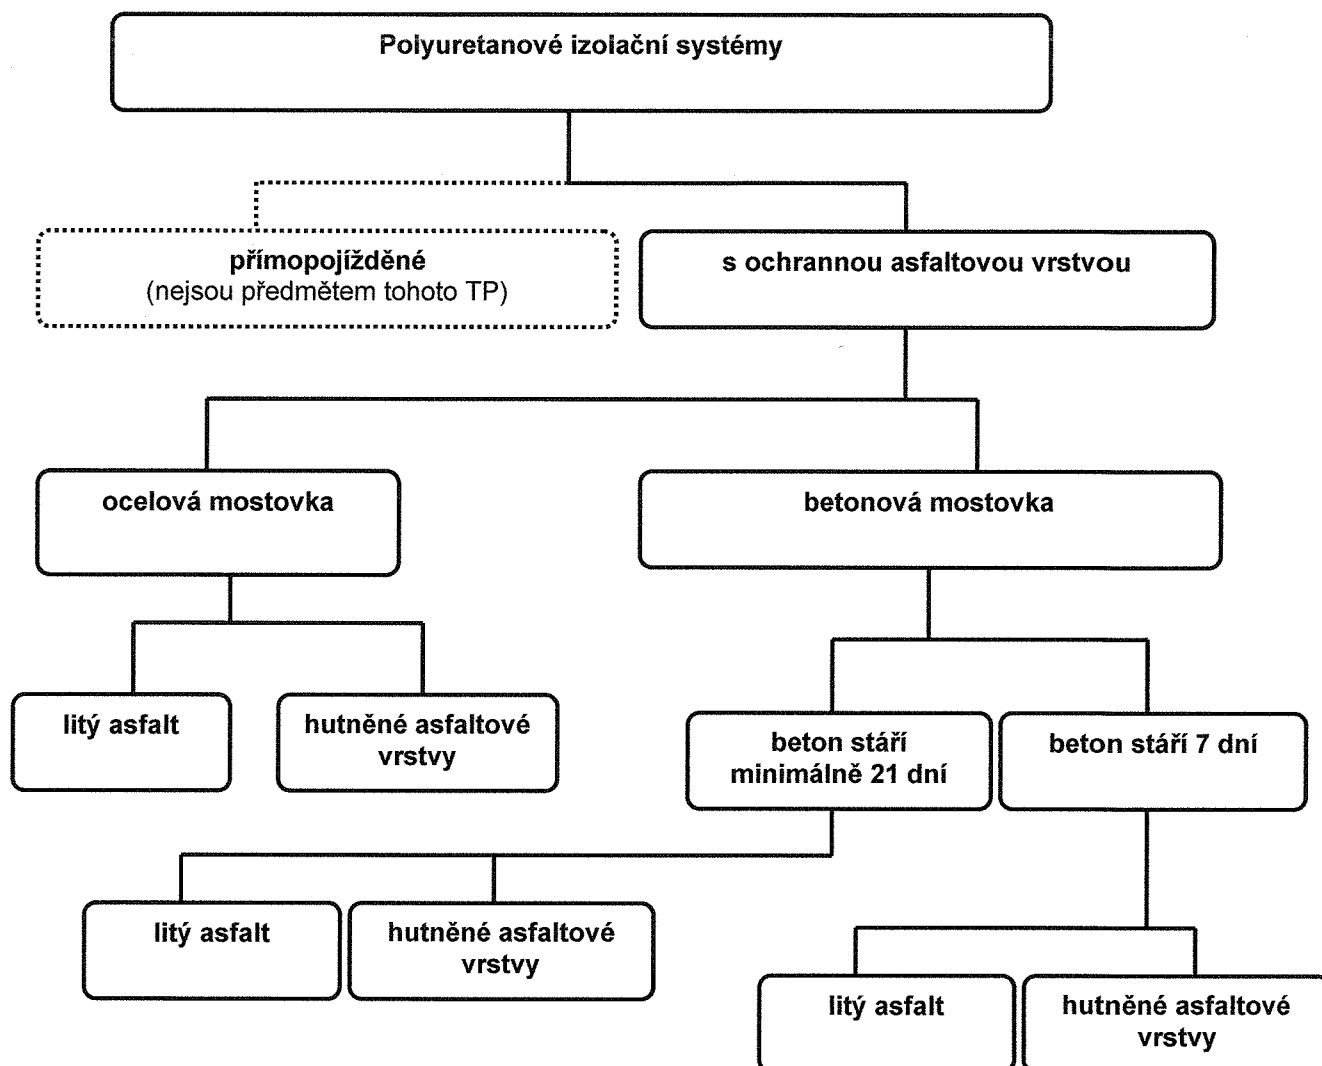 Polyuretanové izolační systémy
přímopojížděné
(nejsou předmětem tohoto TP)
s ochrannou asfaltovou vrstvou
ocelová mostovka
betonová mostovka
litý asfalt
hutněné asfaltové
vrstvy
beton stáří
minimálně 21 dní
beton stáří 7 dní
litý asfalt
hutněné asfaltové
vrstvy
litý asfalt
hutněné asfaltové
vrstvy